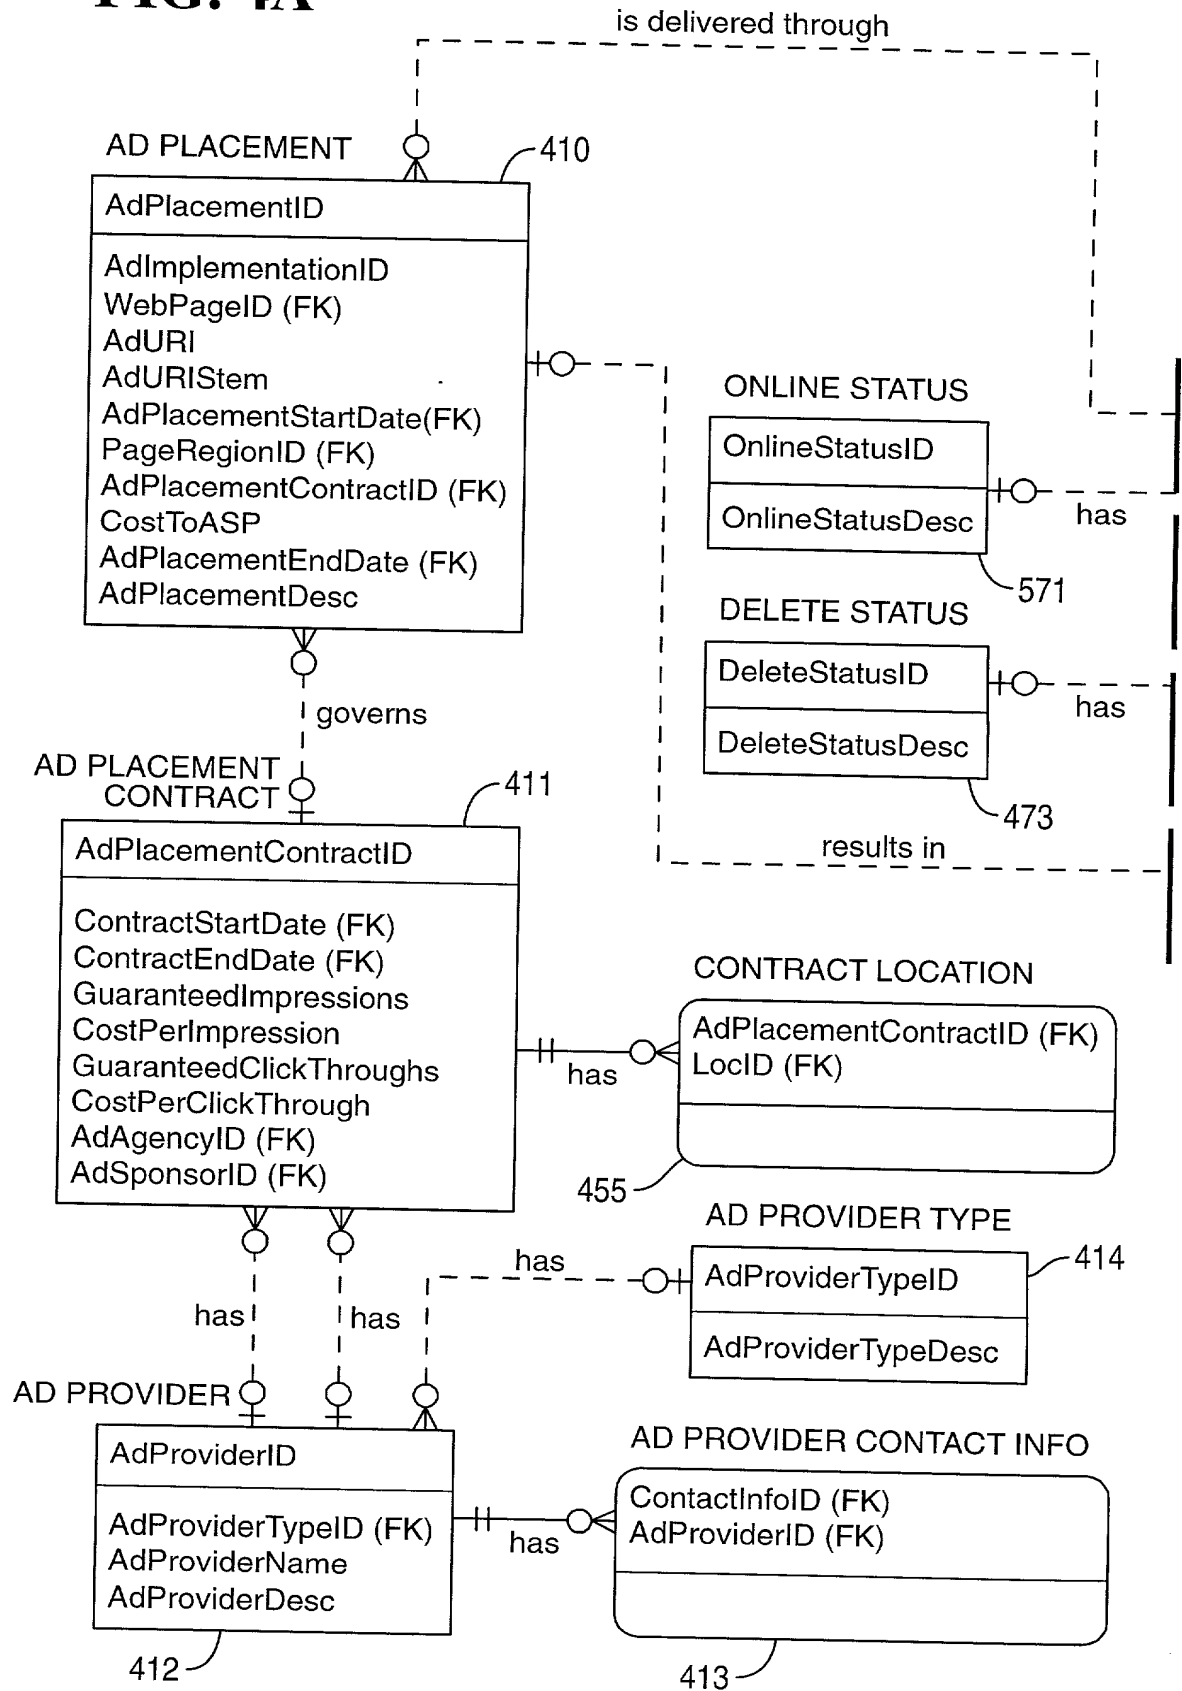 FIG. 4A
is delivered through
AD PLACEMENT
410
AdPlacementID
AdImplementationID
WebPageID (FK)
AdURI
AdURIStem
AdPlacementStartDate(FK)
PageRegionID (FK)
AdPlacementContractID (FK)
CostToASP
AdPlacementEndDate (FK)
AdPlacementDesc
ONLINE STATUS
OnlineStatusID
OnlineStatusDesc
has
571
DELETE STATUS
DeleteStatusID
DeleteStatusDesc
has
473
governs
results in
AD PLACEMENT
CONTRACT
411
AdPlacementContractID
ContractStartDate (FK)
ContractEndDate (FK)
GuaranteedImpressions
CostPerImpression
GuaranteedClickThroughs
CostPerClickThrough
AdAgencyID (FK)
AdSponsorID (FK)
has
CONTRACT LOCATION
AdPlacementContractID (FK)
LocID (FK)
455
AD PROVIDER TYPE
414
AdProviderTypeID
AdProviderTypeDesc
has
has
has
AD PROVIDER
AdProviderID
AdProviderTypeID (FK)
AdProviderName
AdProviderDesc
412
has
AD PROVIDER CONTACT INFO
ContactInfoID (FK)
AdProviderID (FK)
413